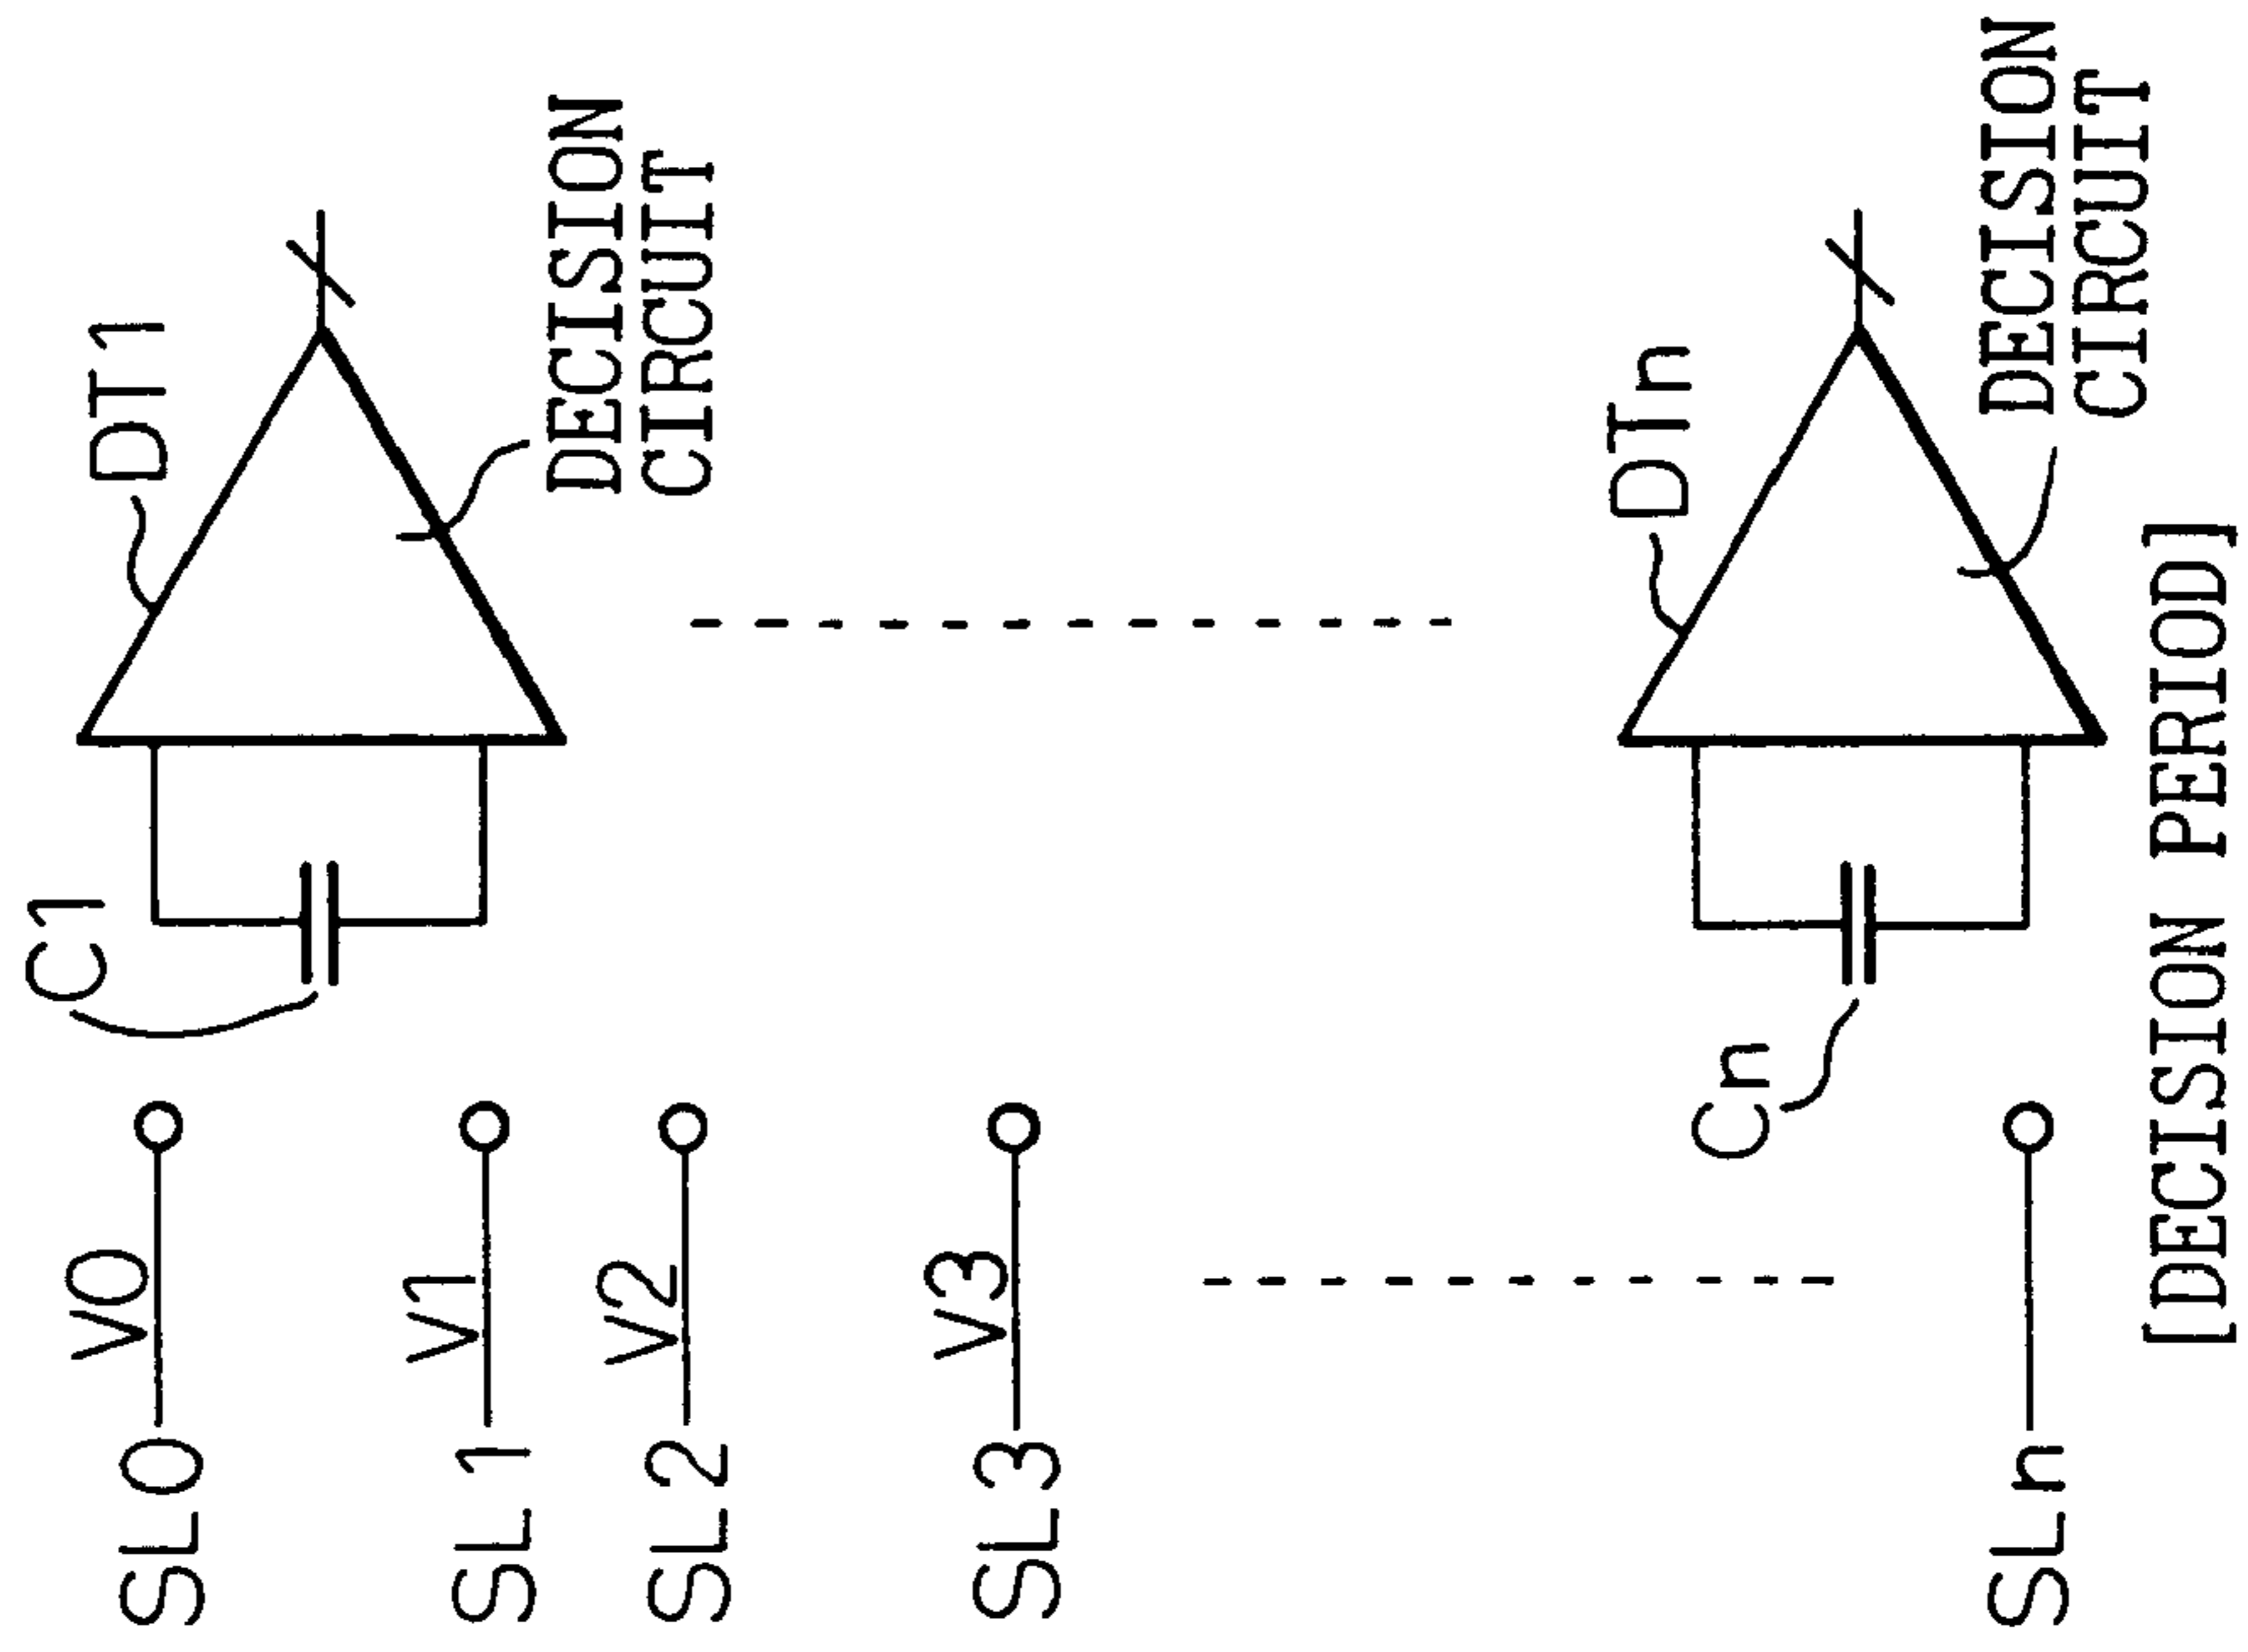 C1
DT1
DECISION
CIRCUIT
SL0
V0
SL1
V1
SL2
V2
SL3
V3
Cn
DTn
DECISION
CIRCUIT
SLn
[DECISION PERIOD]